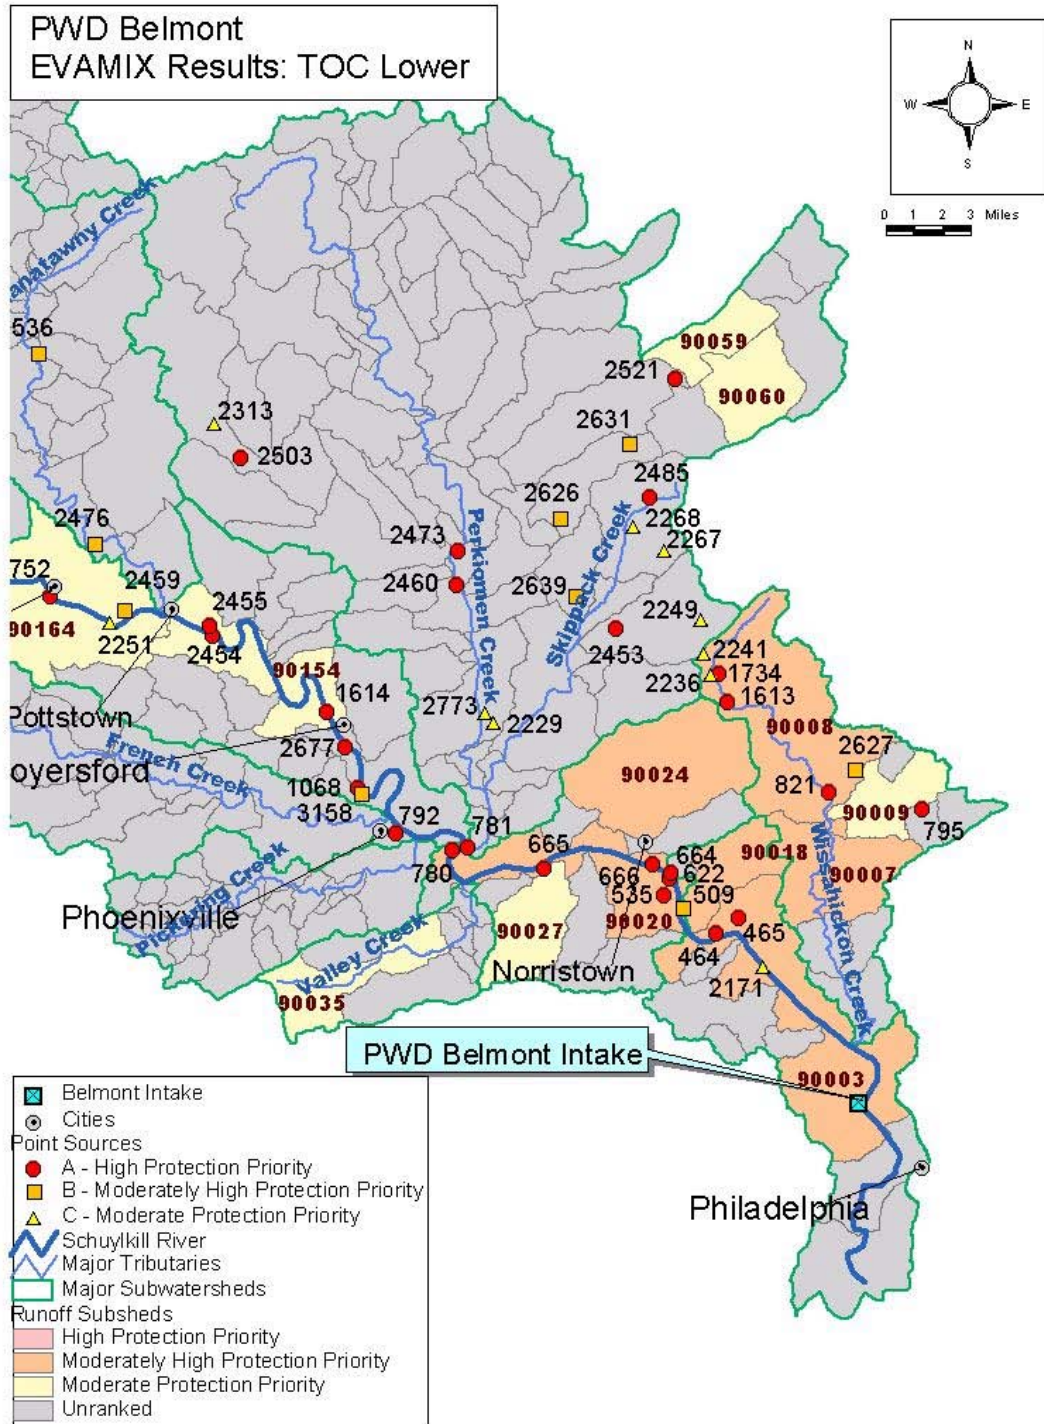 PWD Belmont
EVAMIX Results: TOC Lower
N
W E
S
0 1 2 3 Miles
anatawny Creek
536
90059
2521
90060
2313
2631
2503
2485
2626
2268
2476
2473
Perkiomen Creek
2267
752
2459
2460
2639
Skippack Creek
2455
2249
90164
2251
2454
2453
2241
90154
1734
1614
2236
1613
Pottstown
2773
2229
90008
French Creek
2677
2627
oyersford
90024
1068
821
3158
792
781
90009
795
665
664
90018
Wissahickon Creek
780
666
622
90007
Pickering Creek
535
509
Phoenixville
90020
465
90027
464
Valley Creek
Norristown
2171
90035
PWD Belmont Intake
90003
Philadelphia
Belmont Intake
Cities
Point Sources
A - High Protection Priority
B - Moderately High Protection Priority
C - Moderate Protection Priority
Schuylkill River
Major Tributaries
Major Subwatersheds
Runoff Subsheds
High Protection Priority
Moderately High Protection Priority
Moderate Protection Priority
Unranked